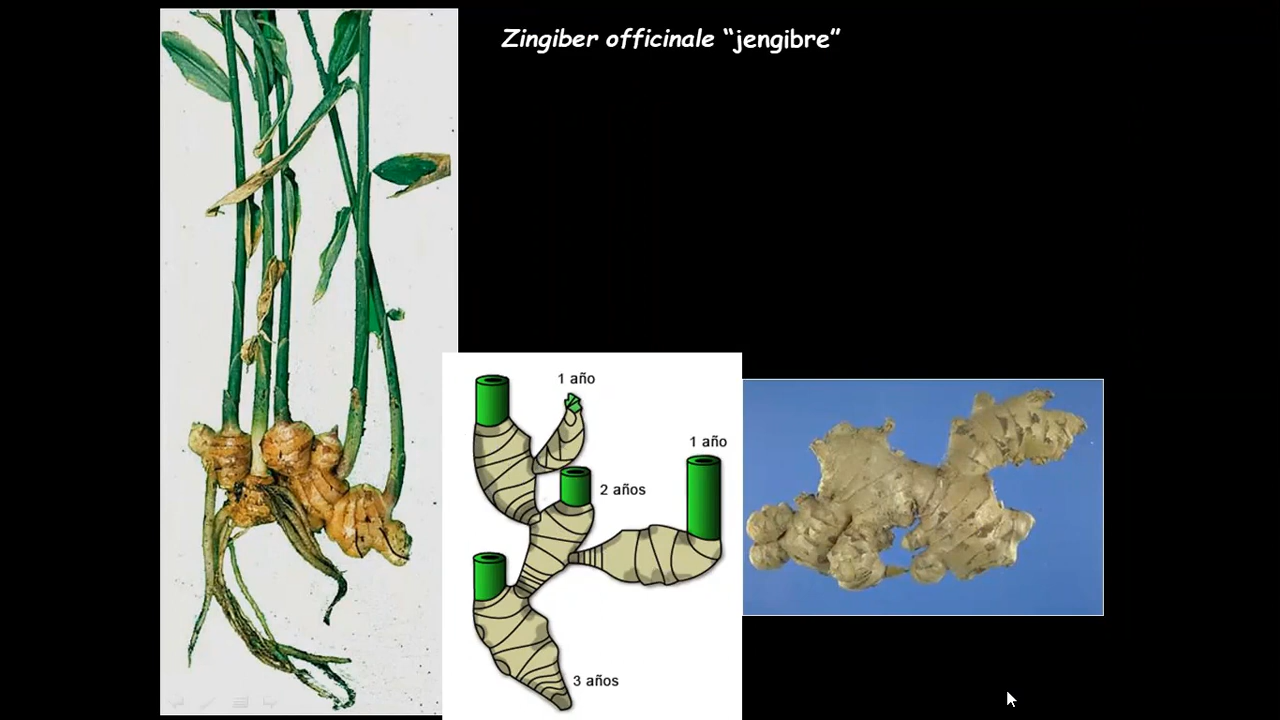 Zingiber officinale “jengibre”
1 año
1 año
2 años
3 años